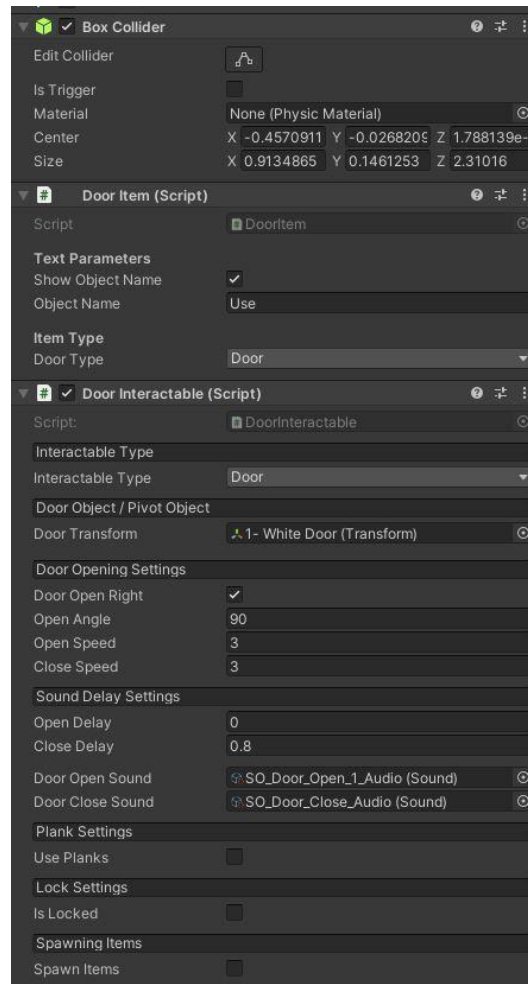 Box Collider
Edit Collider
Is Trigger
Material None (Physic Material)
Center X -0.4570911 Y -0.0268209 Z 1.788139e-
Size X 0.9134865 Y 0.1461253 Z 2.31016
# Door Item (Script)
Script DoorItem
Text Parameters
Show Object Name
Object Name Use
Item Type
Door Type Door
# Door Interactable (Script)
Script: DoorInteractable
Interactable Type
Interactable Type Door
Door Object / Pivot Object
Door Transform 1- White Door (Transform)
Door Opening Settings
Door Open Right
Open Angle 90
Open Speed 3
Close Speed 3
Sound Delay Settings
Open Delay 0
Close Delay 0.8
Door Open Sound SO_Door_Open_1_Audio (Sound)
Door Close Sound SO_Door_Close_Audio (Sound)
Plank Settings
Use Planks
Lock Settings
Is Locked
Spawning Items
Spawn Items